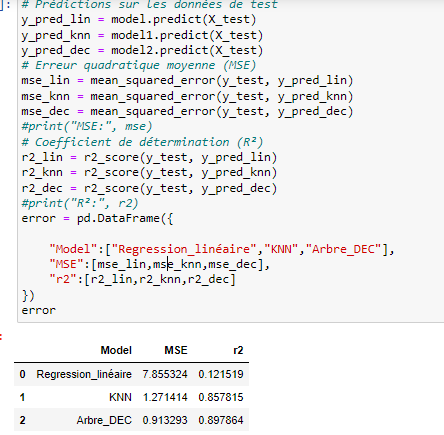 ]: # Prédictions sur les données de test
y_pred_lin = model.predict(X_test)
y_pred_knn = model1.predict(X_test)
y_pred_dec = model2.predict(X_test)
# Erreur quadratique moyenne (MSE)
mse_lin = mean_squared_error(y_test, y_pred_lin)
mse_knn = mean_squared_error(y_test, y_pred_knn)
mse_dec = mean_squared_error(y_test, y_pred_dec)
#print("MSE:", mse)
# Coefficient de détermination (R²)
r2_lin = r2_score(y_test, y_pred_lin)
r2_knn = r2_score(y_test, y_pred_knn)
r2_dec = r2_score(y_test, y_pred_dec)
#print("R²:", r2)
error = pd.DataFrame({
"Model":["Regression_linéaire","KNN","Arbre_DEC"],
"MSE":[mse_lin,mse_knn,mse_dec],
"r2":[r2_lin,r2_knn,r2_dec]
})
error
:
Model MSE r2
0 Regression_linéaire 7.855324 0.121519
1 KNN 1.271414 0.857815
2 Arbre_DEC 0.913293 0.897864